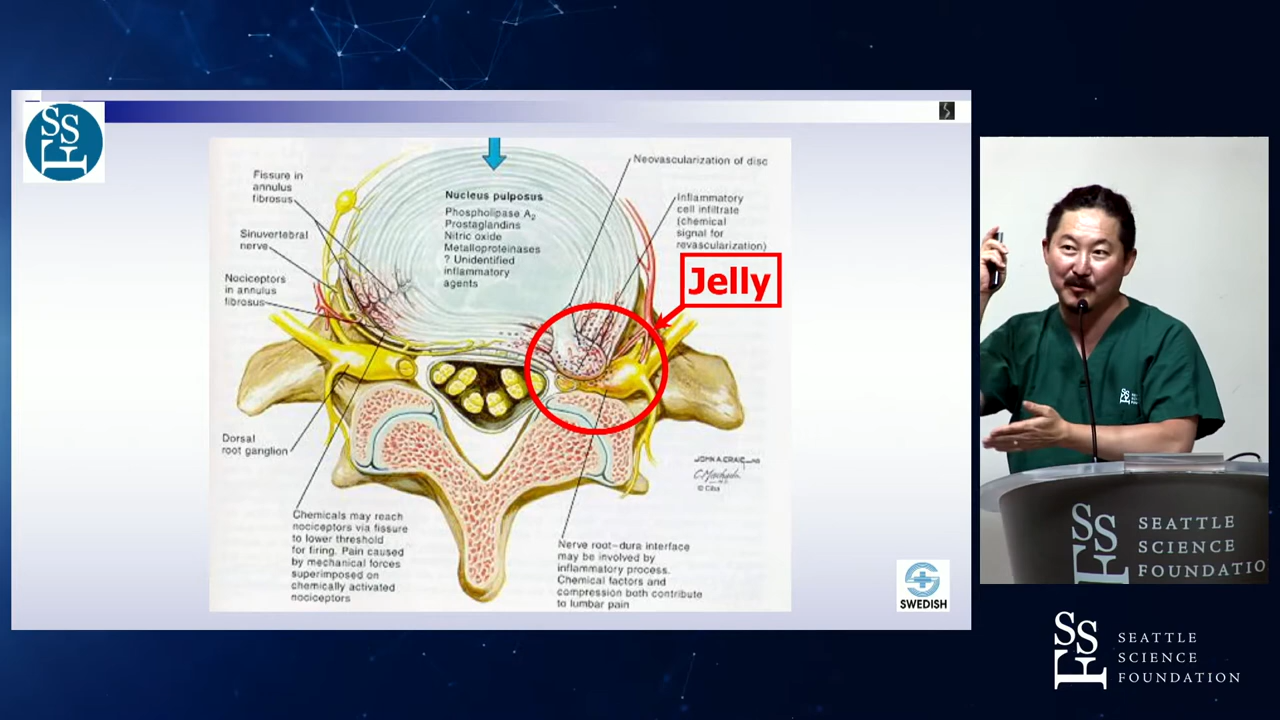 SSF
Fissure in
annulus
fibrosus
Sinuvertebral
nerve
Nociceptors
in annulus
fibrosus
Nucleus pulposus
Phospholipase A₂
Prostaglandins
Nitric oxide
Metalloproteinases
? Unidentified
inflammatory
agents
Neovascularization of disc
Inflammatory
cell infiltrate
(chemical
signal for
revascularization)
Jelly
Dorsal
root ganglion
JOHN A. CRAIG
© Ciba
Chemicals may reach
nociceptors via fissure
to lower threshold
for firing. Pain caused
by mechanical forces
superimposed on
chemically activated
nociceptors
Nerve root–dura interface
may be involved by
inflammatory process.
Chemical factors and
compression both contribute
to lumbar pain
SWEDISH
SSF
SSF
SEATTLE
SCIENCE
FOUNDATIO
SSF
SEATTLE
SCIENCE
FOUNDATION